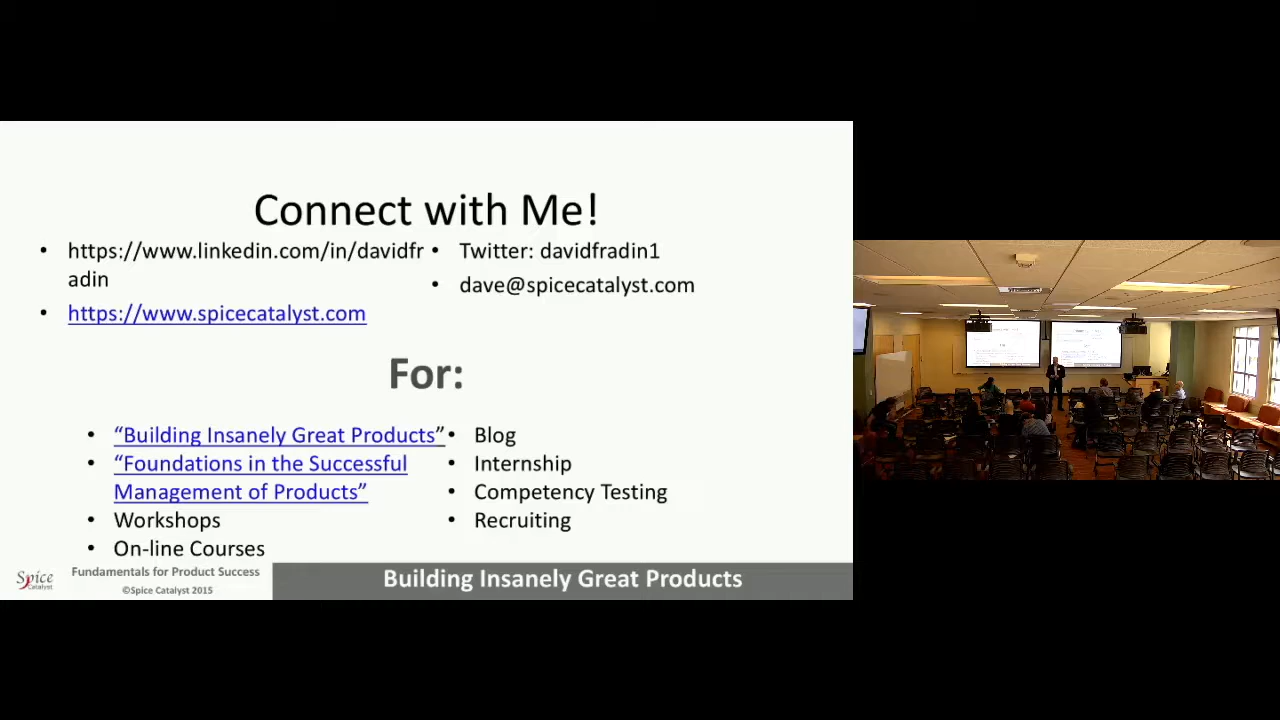 Connect with Me!
• https://www.linkedin.com/in/davidfr
adin
• https://www.spicecatalyst.com
• Twitter: davidfradin1
• dave@spicecatalyst.com
For:
• “Building Insanely Great Products”
• “Foundations in the Successful
Management of Products”
• Workshops
• On-line Courses
• Blog
• Internship
• Competency Testing
• Recruiting
Spice
Catalyst
Fundamentals for Product Success
©Spice Catalyst 2015
Building Insanely Great Products